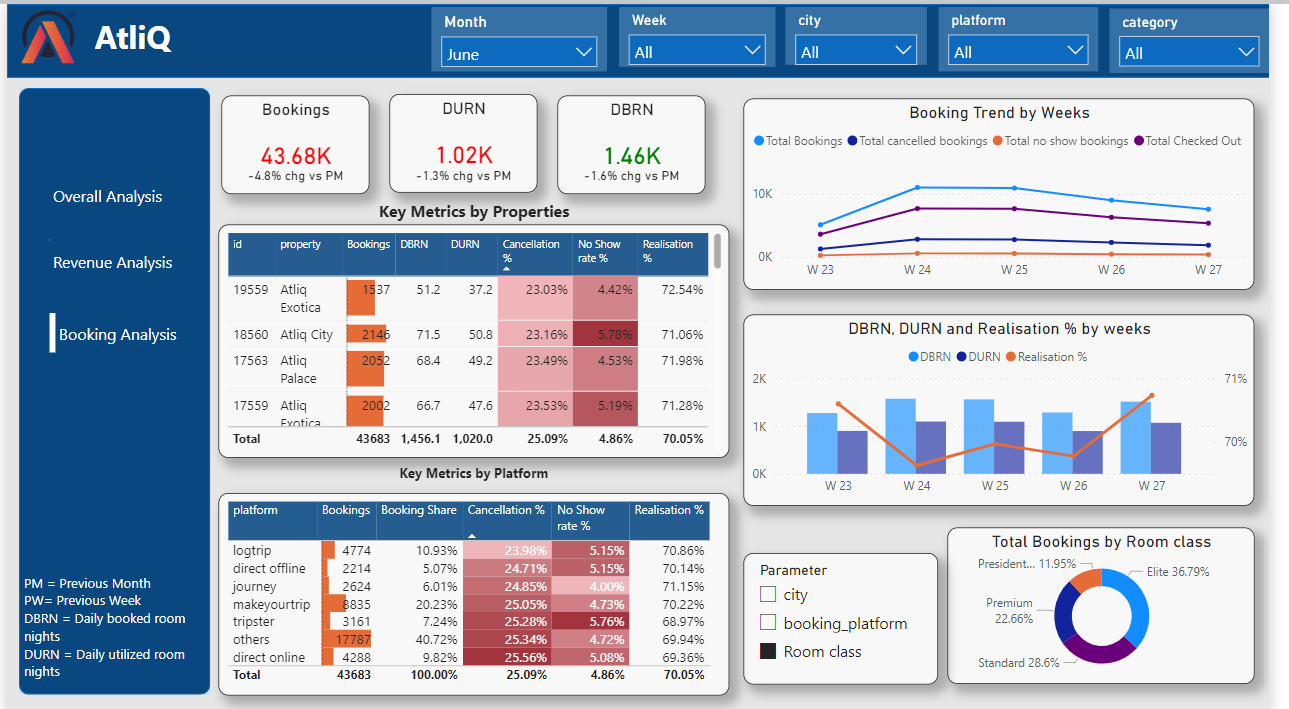 AtliQ
Month
June
Week
All
city
All
platform
All
category
All
Overall Analysis
Revenue Analysis
Booking Analysis
PM = Previous Month
PW= Previous Week
DBRN = Daily booked room
nights
DURN = Daily utilized room
nights
Bookings
43.68K
-4.8% chg vs PM
DURN
1.02K
-1.3% chg vs PM
DBRN
1.46K
-1.6% chg vs PM
Key Metrics by Properties
id property Bookings DBRN DURN Cancellation % No Show rate % Realisation %
19559 Atliq Exotica 1537 51.2 37.2 23.03% 4.42% 72.54%
18560 Atliq City 2146 71.5 50.8 23.16% 5.78% 71.06%
17563 Atliq Palace 2052 68.4 49.2 23.49% 4.53% 71.98%
17559 Atliq Exotica 2002 66.7 47.6 23.53% 5.19% 71.28%
Total 43683 1,456.1 1,020.0 25.09% 4.86% 70.05%
Key Metrics by Platform
platform Bookings Booking Share Cancellation % No Show rate % Realisation %
logtrip 4774 10.93% 23.98% 5.15% 70.86%
direct offline 2214 5.07% 24.71% 5.15% 70.14%
journey 2624 6.01% 24.85% 4.00% 71.15%
makeyourtrip 8835 20.23% 25.05% 4.73% 70.22%
tripster 3161 7.24% 25.28% 5.76% 68.97%
others 17787 40.72% 25.34% 4.72% 69.94%
direct online 4288 9.82% 25.56% 5.08% 69.36%
Total 43683 100.00% 25.09% 4.86% 70.05%
Booking Trend by Weeks
Total Bookings Total cancelled bookings Total no show bookings Total Checked Out
10K
0K
W 23 W 24 W 25 W 26 W 27
DBRN, DURN and Realisation % by weeks
DBRN DURN Realisation %
2K 71%
1K 70%
0K
W 23 W 24 W 25 W 26 W 27
Parameter
city
booking_platform
Room class
Total Bookings by Room class
President... 11.95%
Elite 36.79%
Premium
22.66%
Standard 28.6%